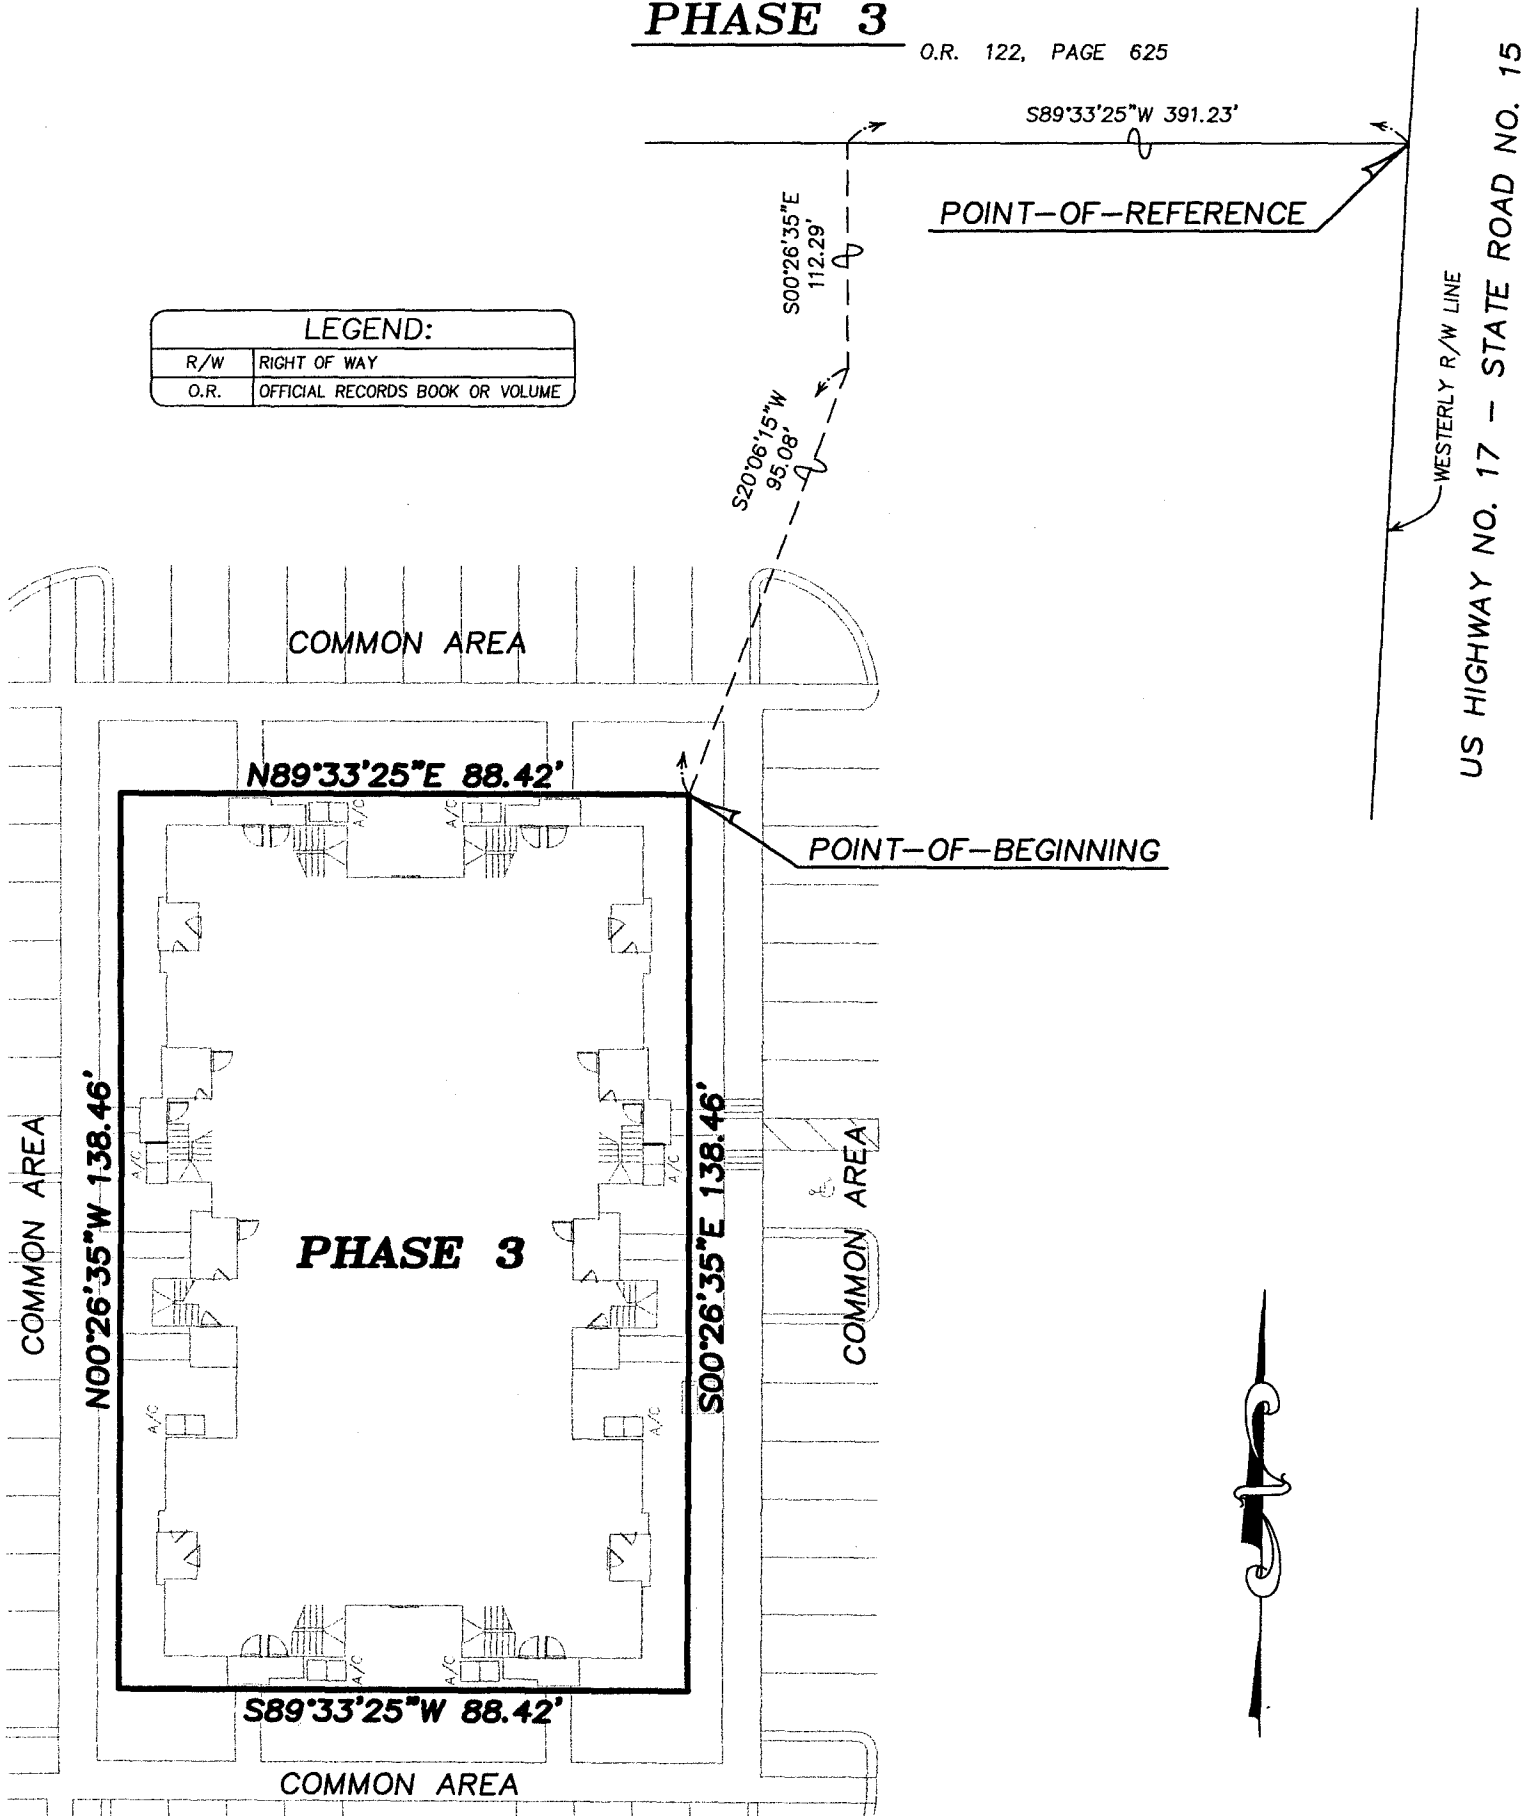 PHASE 3
O.R. 122, PAGE 625
S89°33'25"W 391.23'
POINT-OF-REFERENCE
S00°26'35"E
112.29'
S20°06'15"W
95.08'
WESTERLY R/W LINE
US HIGHWAY NO. 17 - STATE ROAD NO. 15
LEGEND:
R/W RIGHT OF WAY
O.R. OFFICIAL RECORDS BOOK OR VOLUME
COMMON AREA
N89°33'25"E 88.42'
A/C
A/C
POINT-OF-BEGINNING
COMMON AREA
N00°26'35"W 138.46'
A/C
PHASE 3
A/C
S00°26'35"E 138.46'
COMMON AREA
A/C
A/C
A/C
A/C
S89°33'25"W 88.42'
COMMON AREA